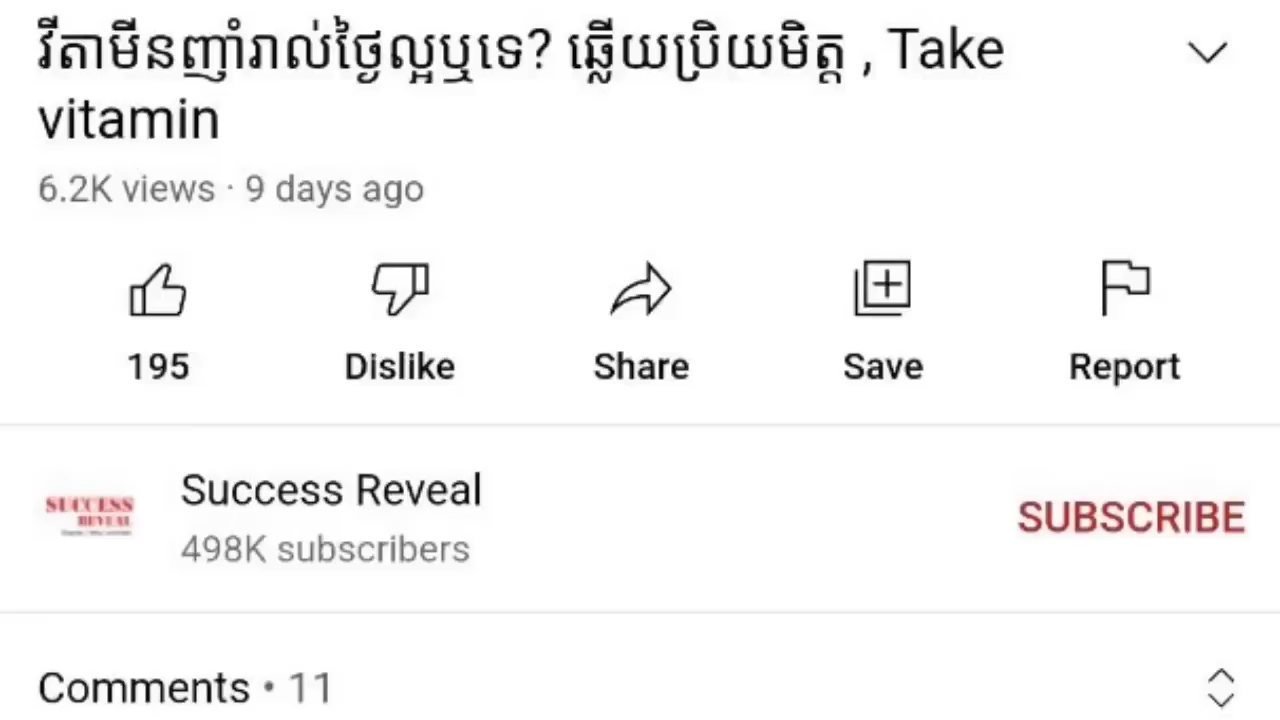 វីតាមីនញ៉ាំរាល់ថ្ងៃល្អឬទេ? ឆ្លើយប្រិយមិត្ត , Take
vitamin
6.2K views · 9 days ago
195 Dislike Share Save Report
SUCCESS
REVEAL
Success Reveal
498K subscribers
SUBSCRIBE
Comments • 11